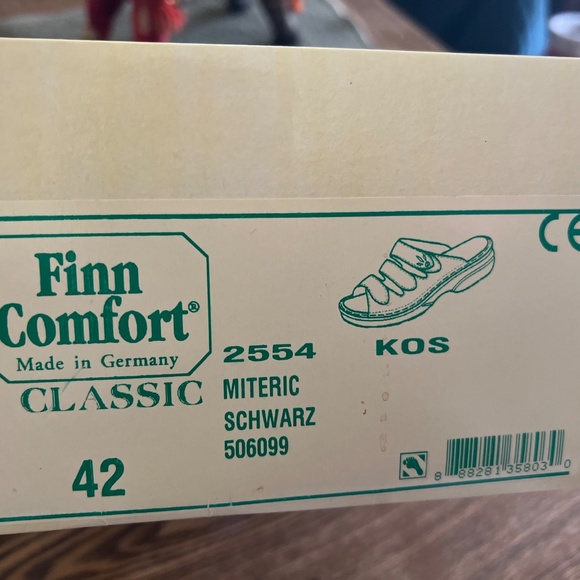 Finn
Comfort®
Made in Germany
CLASSIC
42
2554
MITERIC
SCHWARZ
506099
KOS
CE
8 88281 35803 0